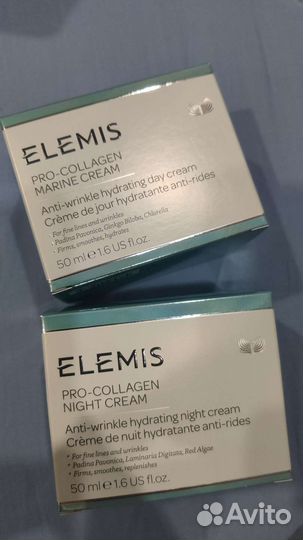 ELEMIS
PRO-COLLAGEN
MARINE CREAM
Anti-wrinkle hydrating day cream
Crème de jour hydratante anti-rides
• For fine lines and wrinkles
• Padina Pavonica, Ginkgo Biloba, Chlorella
• Firms, smoothes, hydrates
50 ml e 1.6 US fl.oz.
ELEMIS
PRO-COLLAGEN
NIGHT CREAM
Anti-wrinkle hydrating night cream
Crème de nuit hydratante anti-rides
• For fine lines and wrinkles
• Padina Pavonica, Laminaria Digitata, Red Algae
• Firms, smoothes, replenishes
50 ml e 1.6 US fl.oz.
Avito